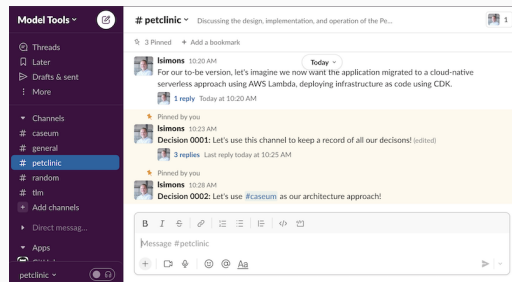 Model Tools
Threads
Later
Drafts & sent
More
Channels
# caseum
# general
# petclinic
# random
# tlm
+ Add channels
Direct messag...
Apps
petclinic
# petclinic Discussing the design, implementation, and operation of the Pe... 1
3 Pinned + Add a bookmark
Today
lsimons 10:20 AM
For our to-be version, let's imagine we now want the application migrated to a cloud-native
serverless approach using AWS Lambda, deploying infrastructure as code using CDK.
1 reply Today at 10:20 AM
Pinned by you
lsimons 10:23 AM
Decision 0001: Let's use this channel to keep a record of all our decisons! (edited)
3 replies Last reply today at 10:25 AM
Pinned by you
lsimons 10:28 AM
Decision 0002: Let's use #caseum as our architecture approach!
B I S
Message #petclinic
+ @ Aa